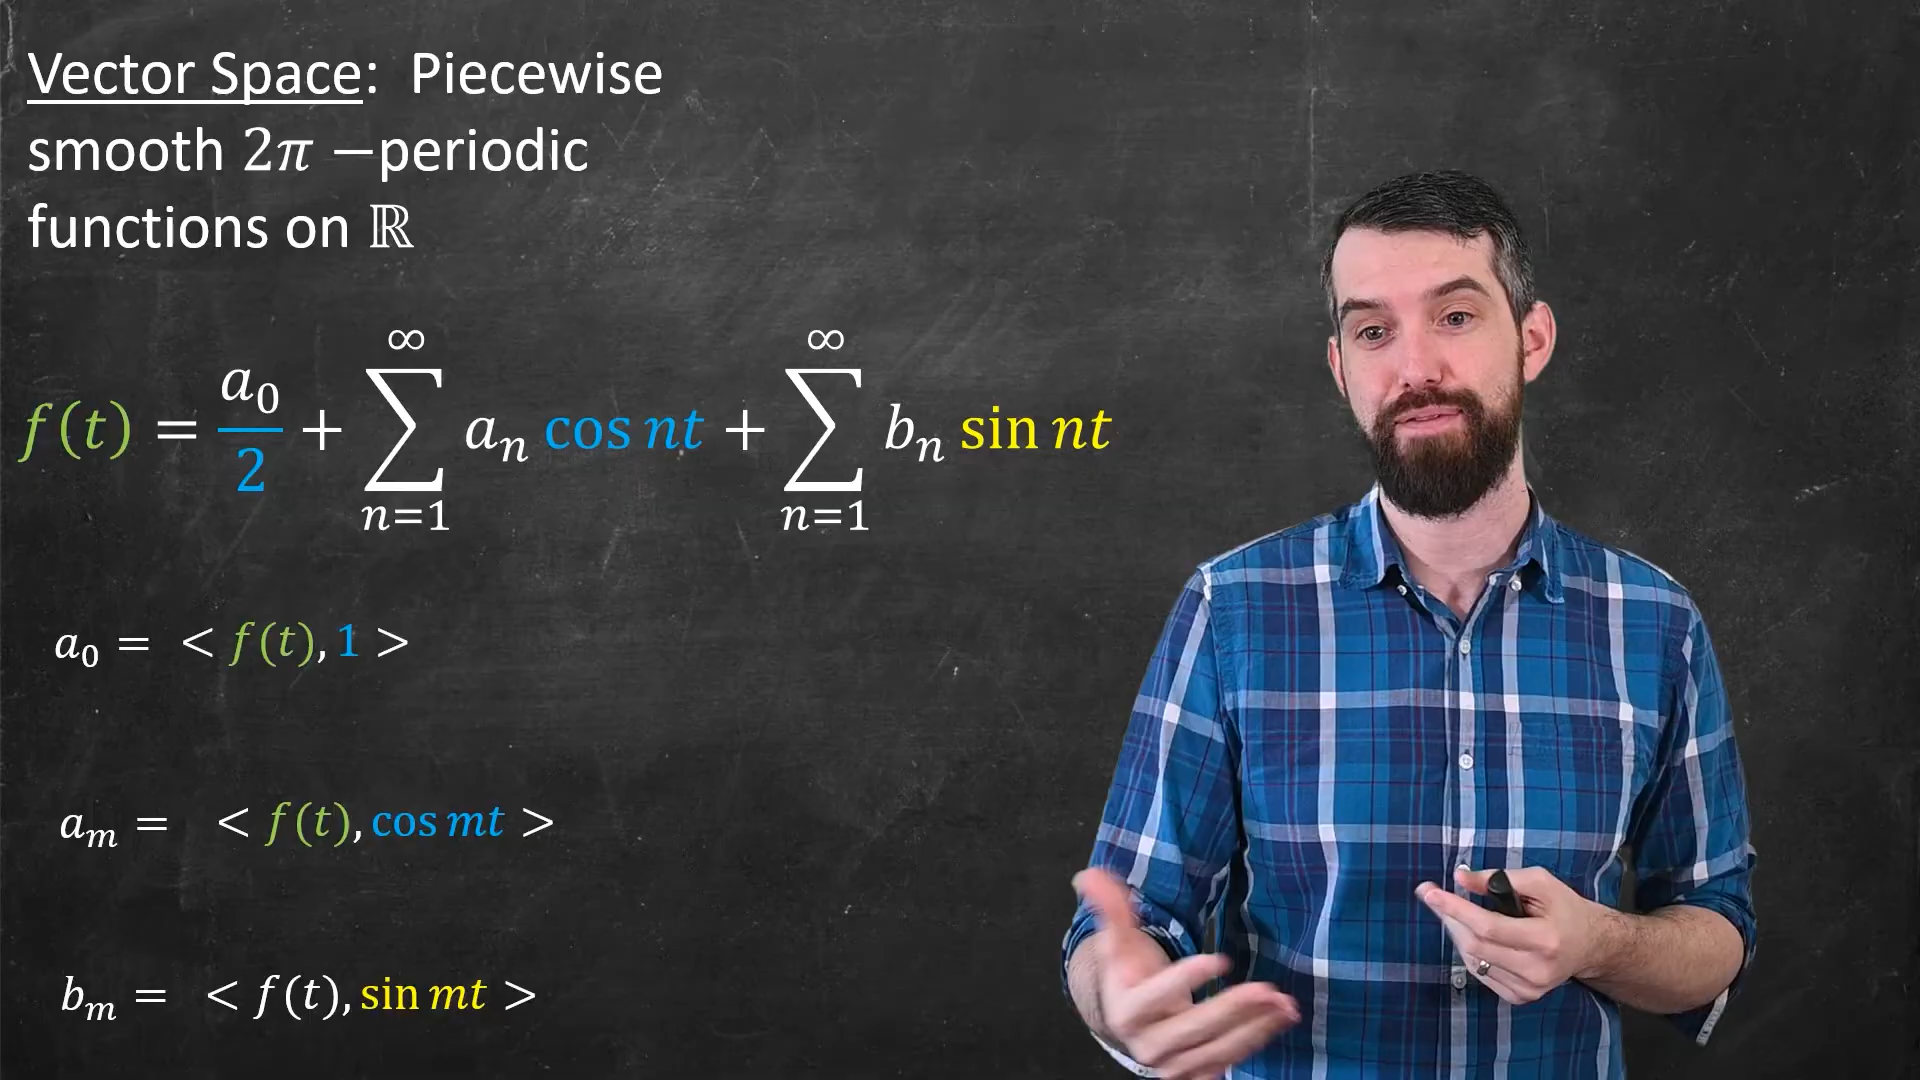 Vector Space: Piecewise
smooth 2π −periodic
functions on ℝ
f(t) = a₀/2 + ∑_{n=1}^{∞} aₙ cos nt + ∑_{n=1}^{∞} bₙ sin nt
a₀ = < f(t), 1 >
aₘ = < f(t), cos mt >
bₘ = < f(t), sin mt >